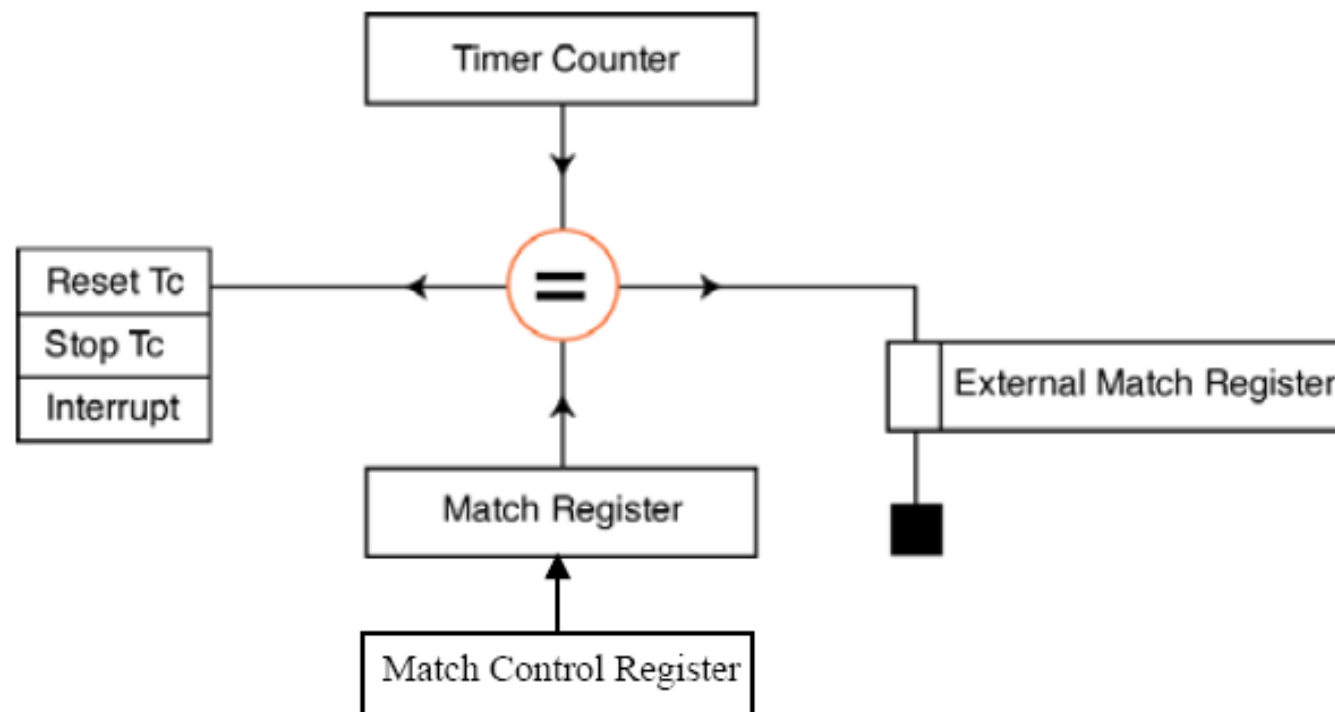 Timer Counter
=
Reset Tc
Stop Tc
Interrupt
External Match Register
Match Register
Match Control Register